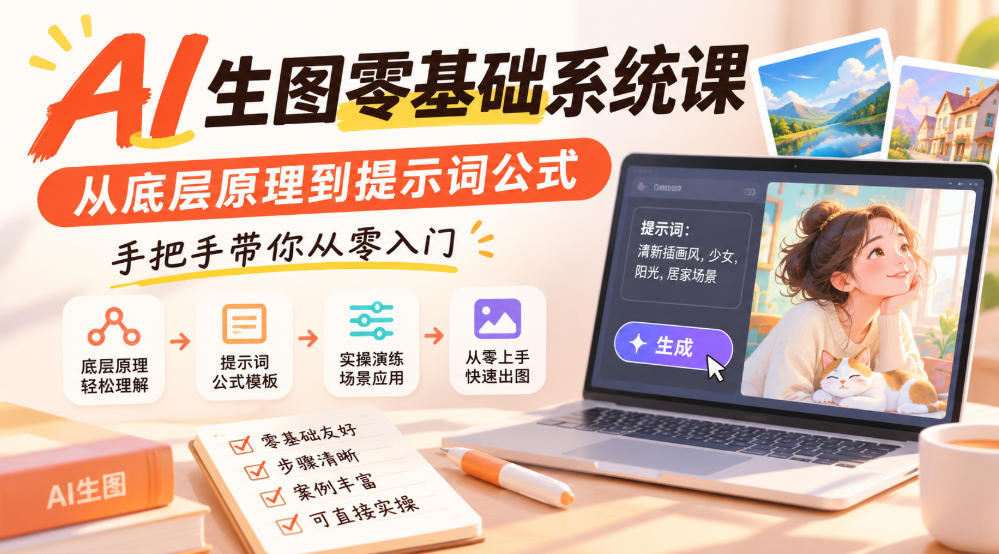 AI生图零基础系统课
从底层原理到提示词公式
手把手带你从零入门
底层原理
轻松理解
提示词
公式模板
实操演练
场景应用
从零上手
快速出图
提示词:
清新插画风, 少女,
阳光, 居家场景
生成
AI生图
零基础友好
步骤清晰
案例丰富
可直接实操